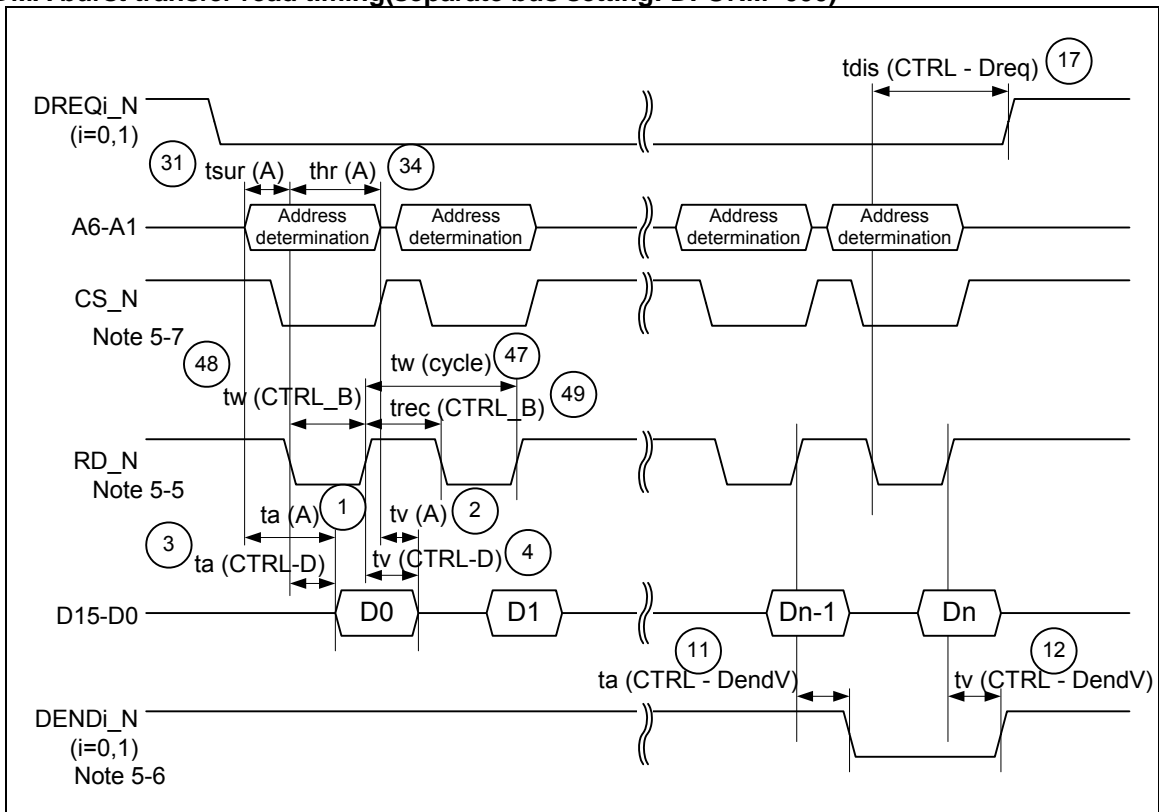 tdis (CTRL - Dreq) 17
DREQi_N
(i=0,1)
31 tsur (A) thr (A) 34
A6-A1
Address determination
Address determination
Address determination
Address determination
CS_N
Note 5-7
48
tw (cycle) 47
tw (CTRL_B)
trec (CTRL_B) 49
RD_N
Note 5-5
ta (A) 1
tv (A) 2
3
ta (CTRL-D)
tv (CTRL-D) 4
D15-D0
D0
D1
Dn-1
Dn
11
ta (CTRL - DendV)
12
tv (CTRL - DendV)
DENDi_N
(i=0,1)
Note 5-6